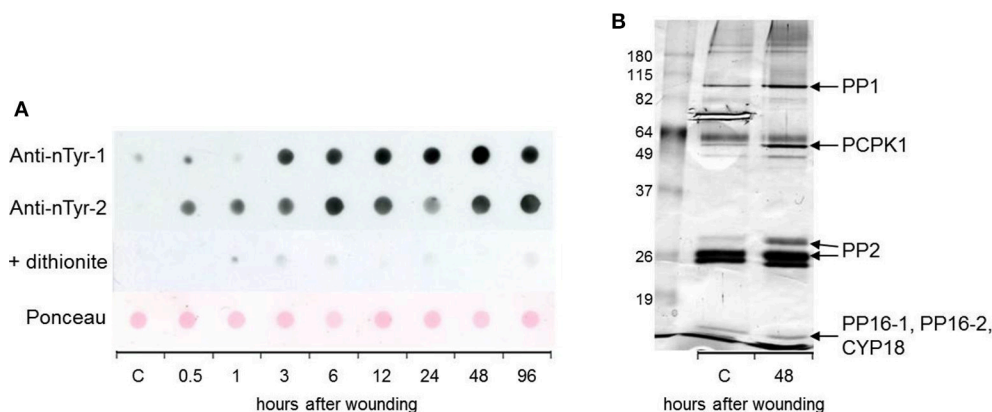 A
Anti-nTyr-1
Anti-nTyr-2
+ dithionite
Ponceau
C 0.5 1 3 6 12 24 48 96
hours after wounding
B
180
115
82
64
49
37
26
19
PP1
PCPK1
PP2
PP16-1, PP16-2,
CYP18
C 48
hours after wounding